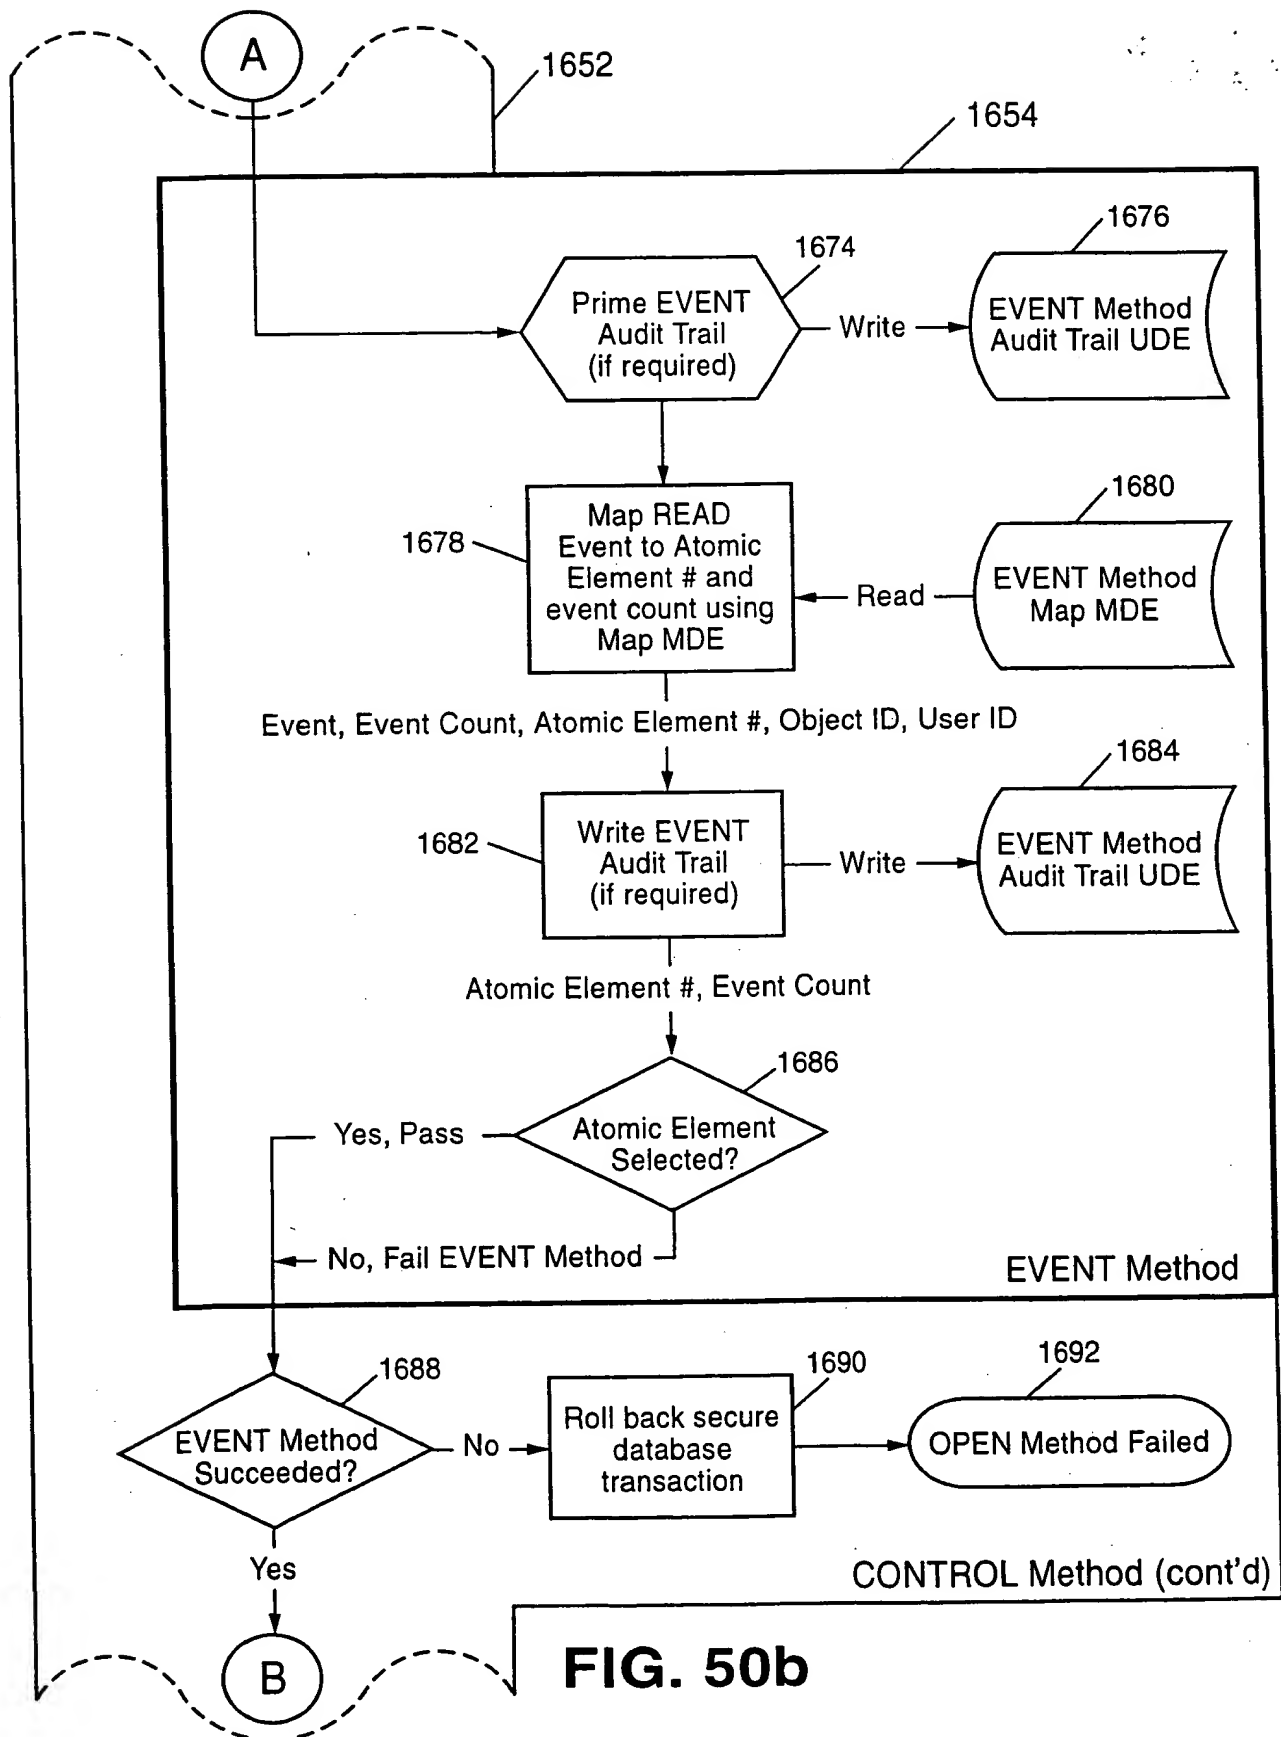 A
1652
1654
1676
1674
Prime EVENT
Audit Trail
(if required)
Write
EVENT Method
Audit Trail UDE
1680
1678
Map READ
Event to Atomic
Element # and
event count using
Map MDE
Read
EVENT Method
Map MDE
Event, Event Count, Atomic Element #, Object ID, User ID
1684
1682
Write EVENT
Audit Trail
(if required)
Write
EVENT Method
Audit Trail UDE
Atomic Element #, Event Count
1686
Yes, Pass
Atomic Element
Selected?
No, Fail EVENT Method
EVENT Method
1688
1690
1692
EVENT Method
Succeeded?
No
Roll back secure
database
transaction
OPEN Method Failed
Yes
CONTROL Method (cont'd)
B
FIG. 50b